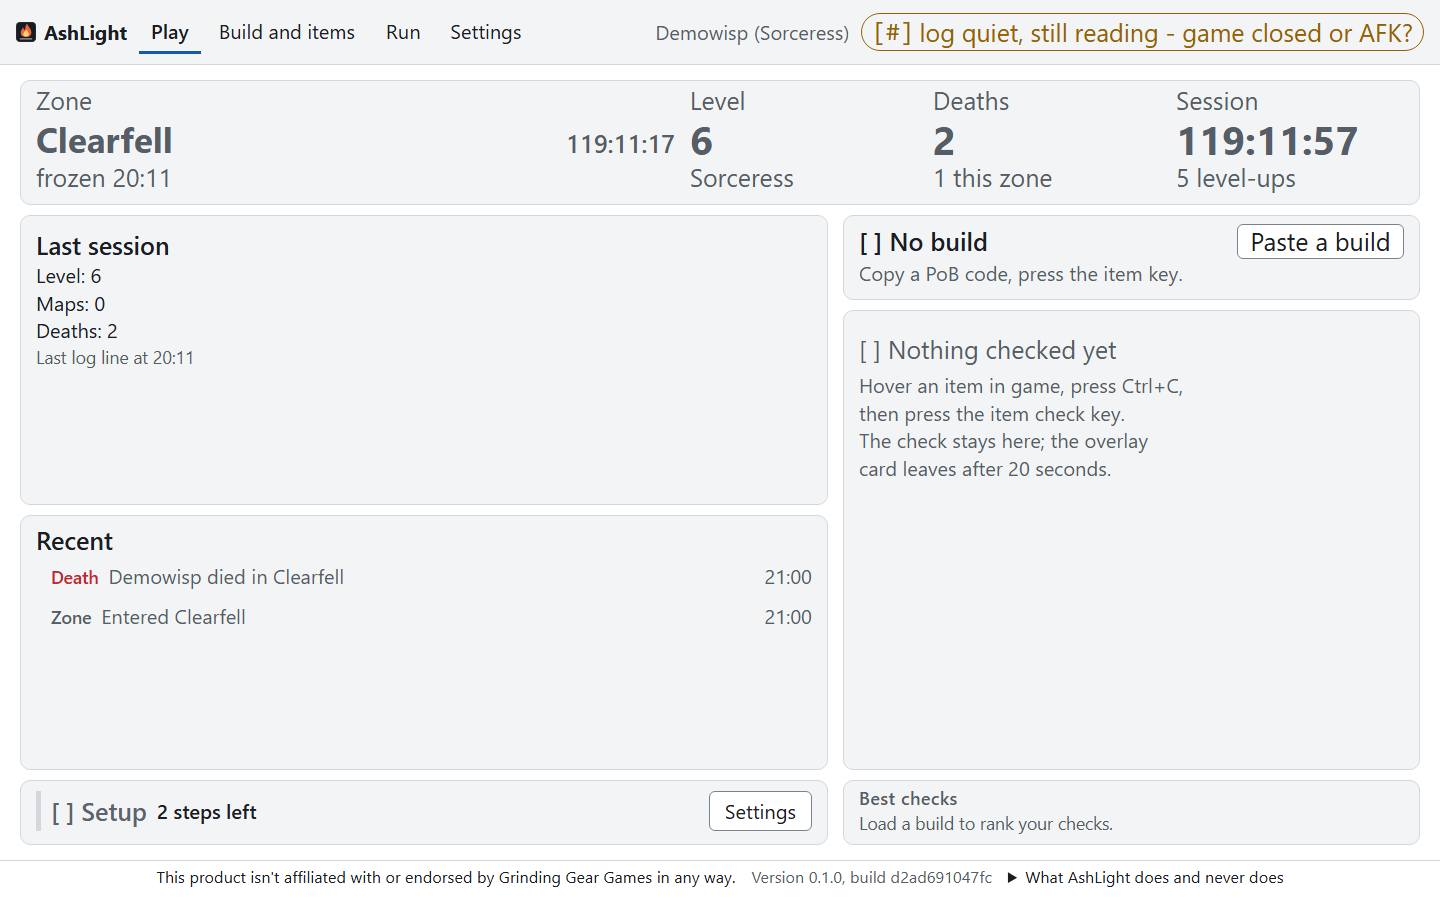 AshLight
Play
Build and items
Run
Settings
Demowisp (Sorceress)
[#] log quiet, still reading - game closed or AFK?
Zone
Clearfell
frozen 20:11
119:11:17
Level
6
Sorceress
Deaths
2
1 this zone
Session
119:11:57
5 level-ups
Last session
Level: 6
Maps: 0
Deaths: 2
Last log line at 20:11
[ ] No build
Paste a build
Copy a PoB code, press the item key.
[ ] Nothing checked yet
Hover an item in game, press Ctrl+C,
then press the item check key.
The check stays here; the overlay
card leaves after 20 seconds.
Recent
Death Demowisp died in Clearfell 21:00
Zone Entered Clearfell 21:00
[ ] Setup 2 steps left
Settings
Best checks
Load a build to rank your checks.
This product isn't affiliated with or endorsed by Grinding Gear Games in any way.
Version 0.1.0, build d2ad691047fc
▶ What AshLight does and never does